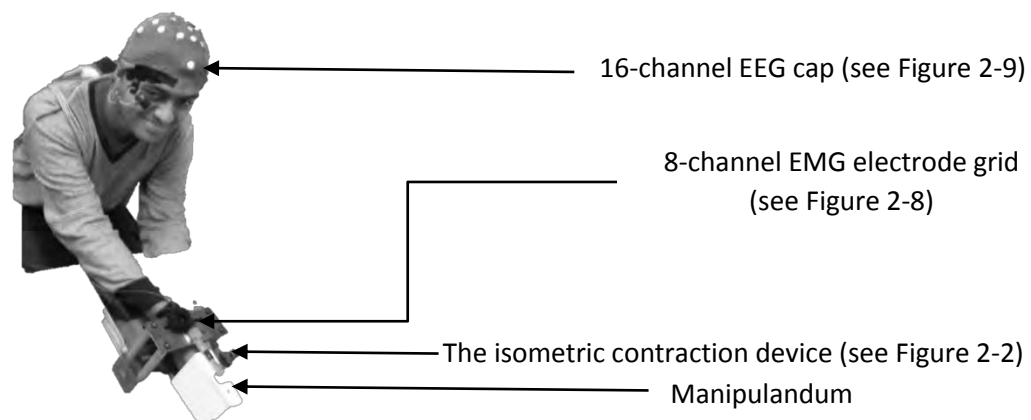 16-channel EEG cap (see Figure 2-9)
8-channel EMG electrode grid
(see Figure 2-8)
The isometric contraction device (see Figure 2-2)
Manipulandum